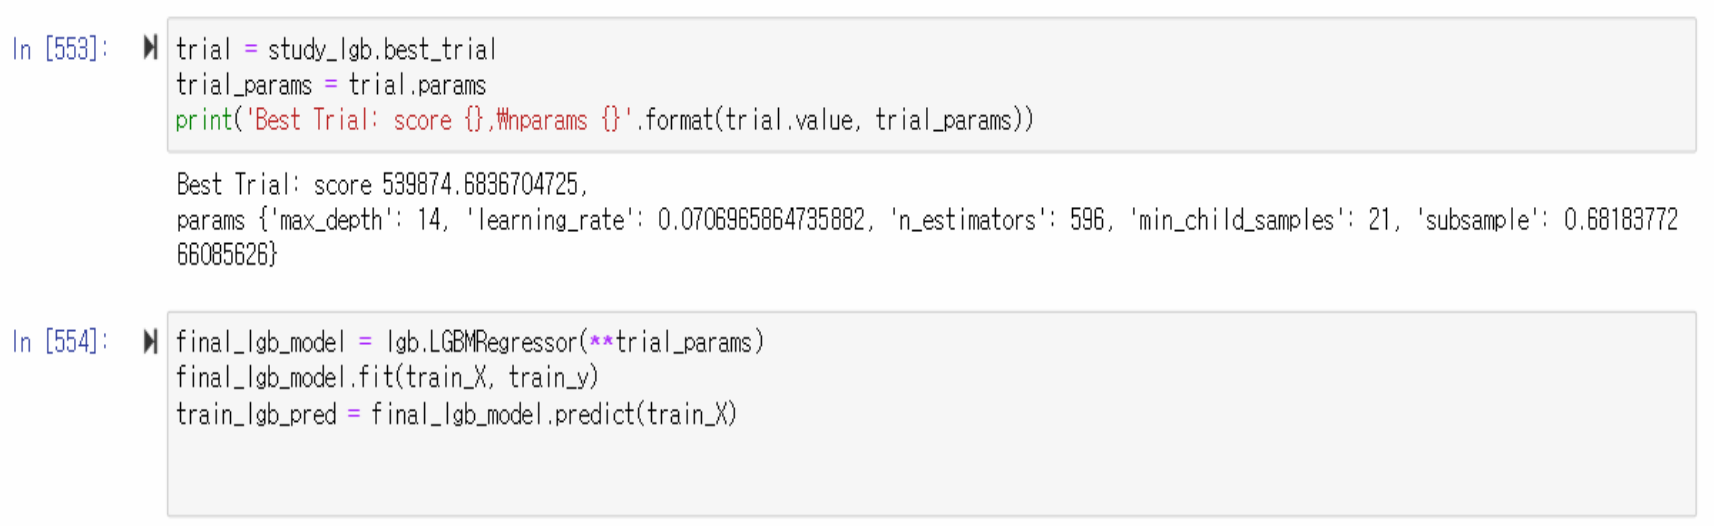 In [553]:
trial = study_lgb.best_trial
trial_params = trial.params
print('Best Trial: score {},₩nparams {}'.format(trial.value, trial_params))
Best Trial: score 539874.6836704725,
params {'max_depth': 14, 'learning_rate': 0.0706965864735882, 'n_estimators': 596, 'min_child_samples': 21, 'subsample': 0.68183772
66085626}
In [554]:
final_lgb_model = lgb.LGBMRegressor(**trial_params)
final_lgb_model.fit(train_X, train_y)
train_lgb_pred = final_lgb_model.predict(train_X)